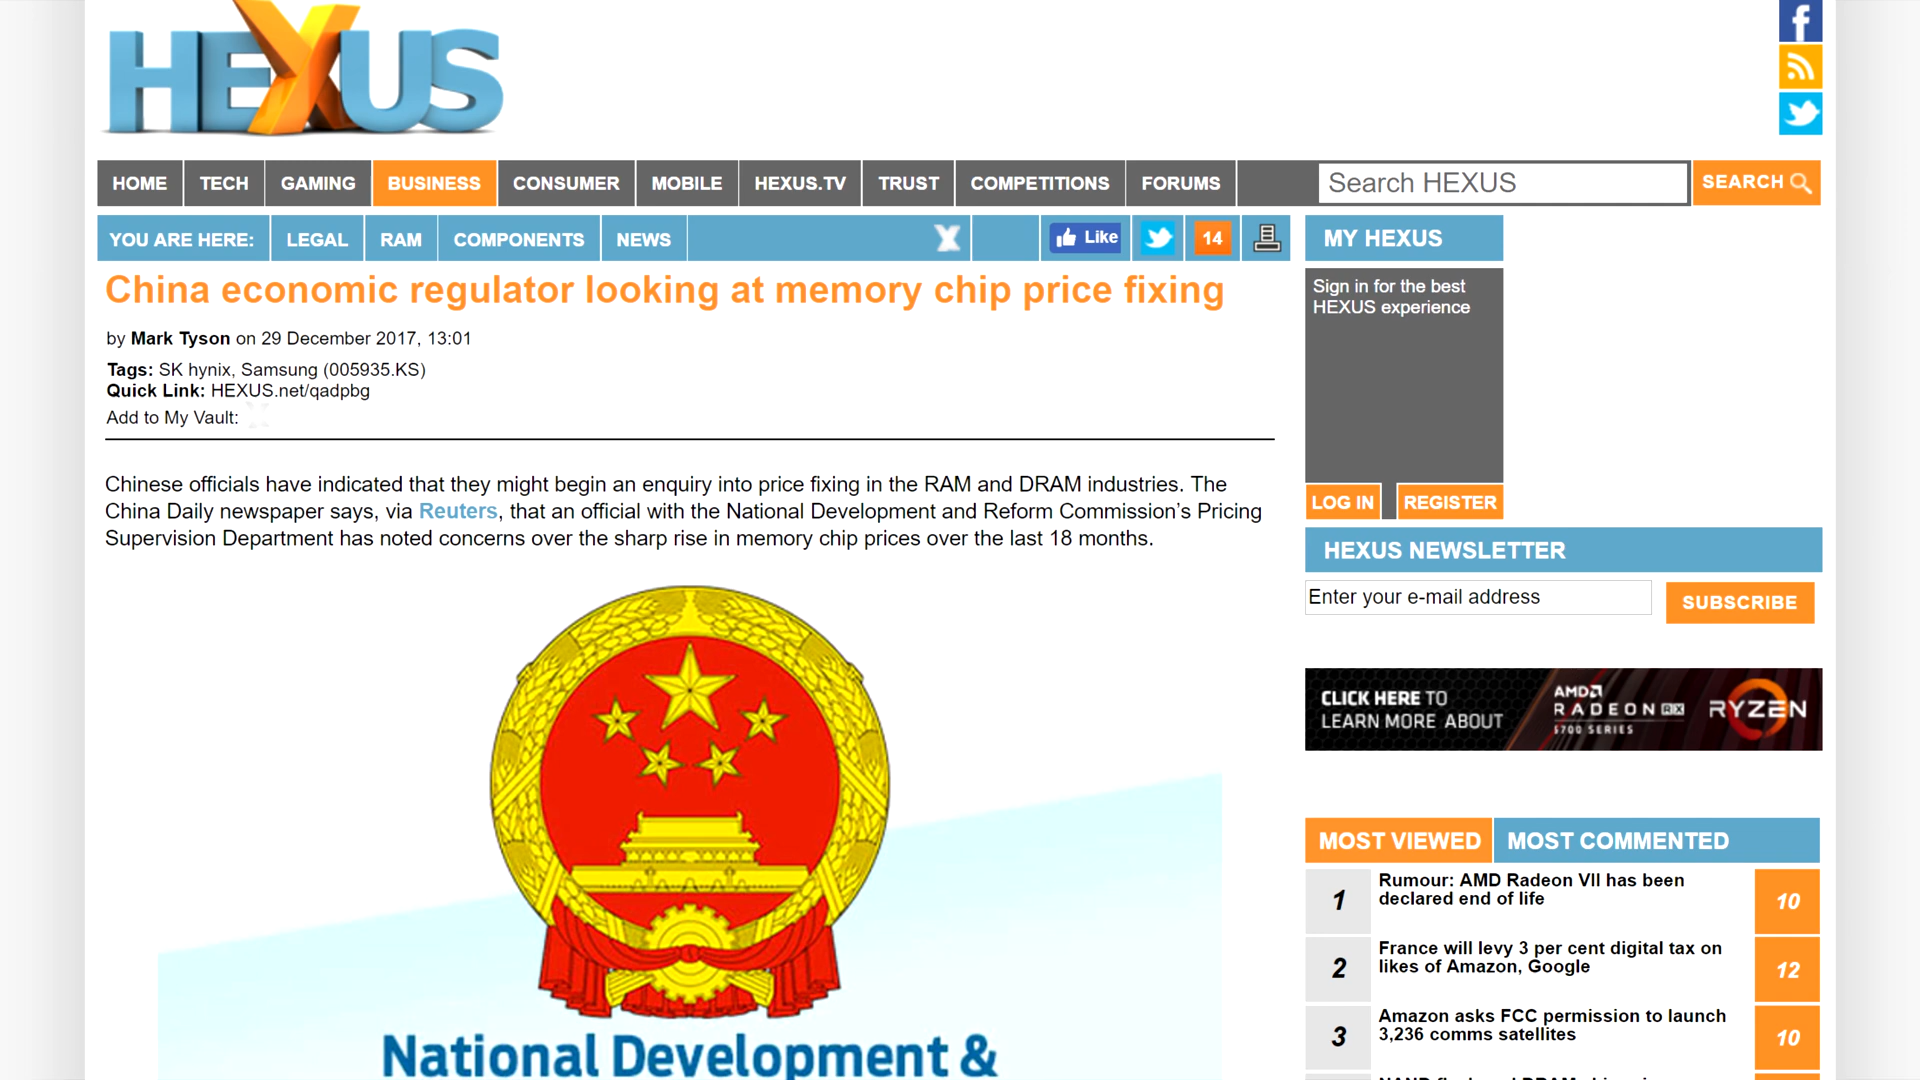 HEXUS
HOME TECH GAMING BUSINESS CONSUMER MOBILE HEXUS.TV TRUST COMPETITIONS FORUMS Search HEXUS SEARCH
YOU ARE HERE: LEGAL RAM COMPONENTS NEWS Like 14
China economic regulator looking at memory chip price fixing
by Mark Tyson on 29 December 2017, 13:01
Tags: SK hynix, Samsung (005935.KS)
Quick Link: HEXUS.net/qadpbg
Add to My Vault:
Chinese officials have indicated that they might begin an enquiry into price fixing in the RAM and DRAM industries. The
China Daily newspaper says, via Reuters, that an official with the National Development and Reform Commission’s Pricing
Supervision Department has noted concerns over the sharp rise in memory chip prices over the last 18 months.
National Development &
MY HEXUS
Sign in for the best
HEXUS experience
LOG IN REGISTER
HEXUS NEWSLETTER
Enter your e-mail address SUBSCRIBE
CLICK HERE TO
LEARN MORE ABOUT
AMD
RADEON RX
5700 SERIES
RYZEN
MOST VIEWED MOST COMMENTED
1 Rumour: AMD Radeon VII has been
declared end of life 10
2 France will levy 3 per cent digital tax on
likes of Amazon, Google 12
3 Amazon asks FCC permission to launch
3,236 comms satellites 10